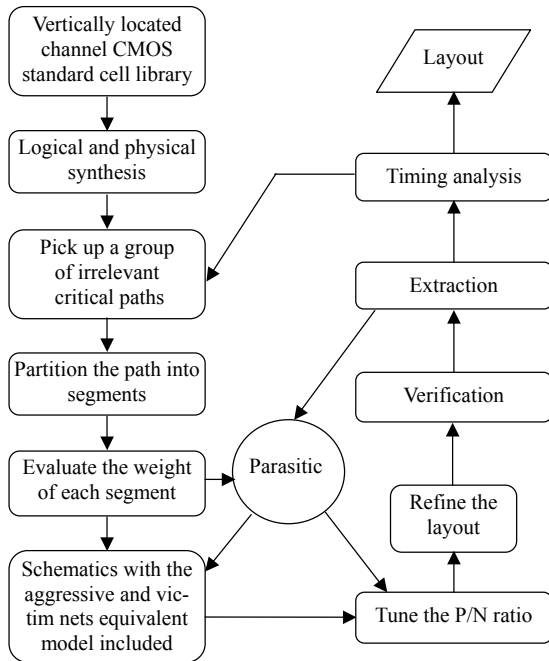 Vertically located
channel CMOS
standard cell library
Logical and physical
synthesis
Pick up a group
of irrelevant
critical paths
Partition the path into
segments
Evaluate the weight
of each segment
Schematics with the
aggressive and vic-
tim nets equivalent
model included
Parasitic
Layout
Timing analysis
Extraction
Verification
Refine the
layout
Tune the P/N ratio